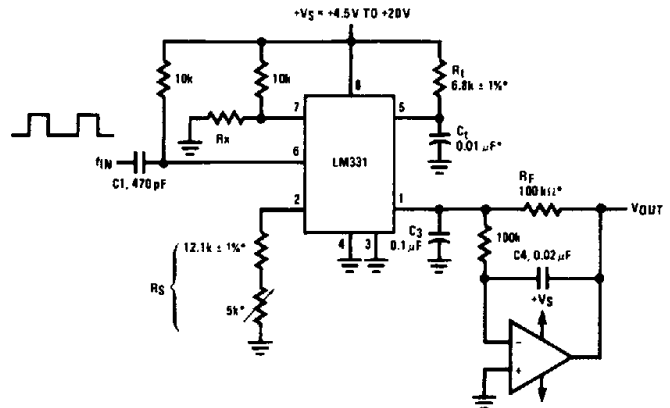 +VS = +4.5V TO +20V
10k
10k
Rt
6.8k ± 1%*
8
7
5
Rx
Ct
0.01 μF*
fIN
6
LM331
C1, 470 pF
RF
100 kΩ*
2
1
VOUT
12.1k ± 1%*
4
3
C3
0.1 μF
100k
C4, 0.02 μF
RS
5k*
+VS
−
+